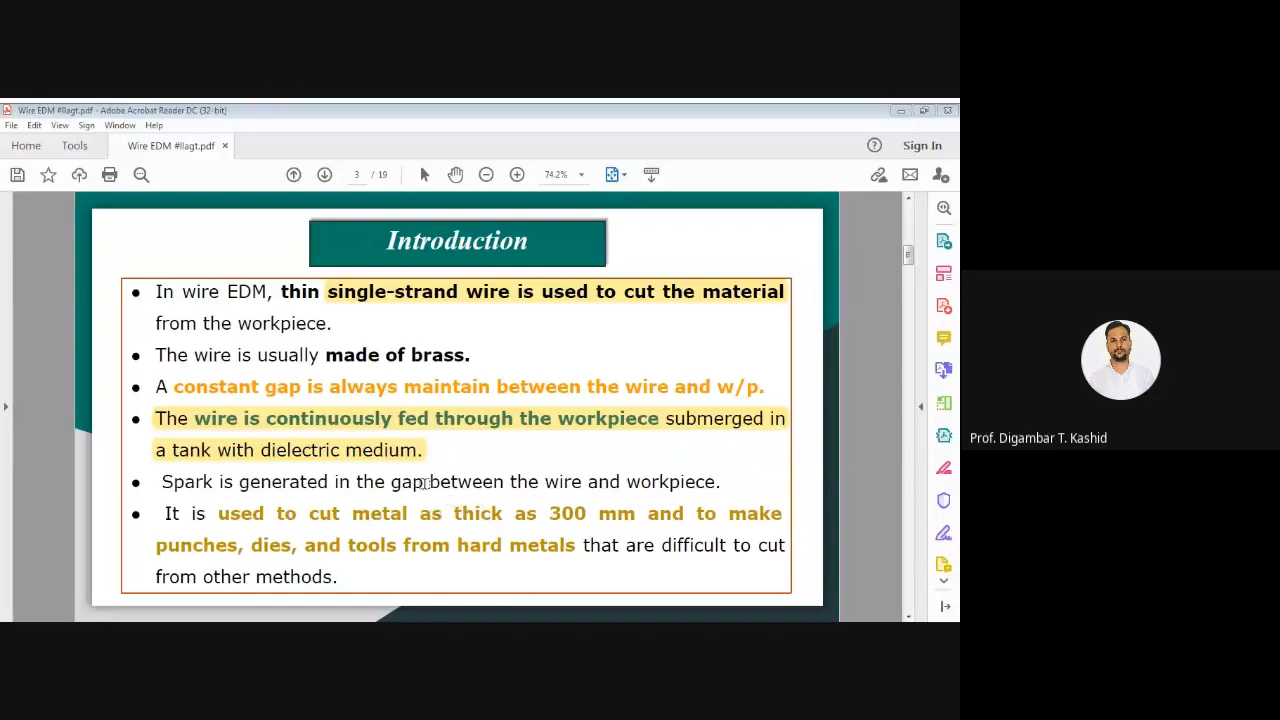 Wire EDM #llagt.pdf - Adobe Acrobat Reader DC (32-bit)
File Edit View Sign Window Help
Home Tools Wire EDM #llagt.pdf × Sign In
3 / 19 74.2%
Introduction
• In wire EDM, thin single-strand wire is used to cut the material
from the workpiece.
• The wire is usually made of brass.
• A constant gap is always maintain between the wire and w/p.
• The wire is continuously fed through the workpiece submerged in
a tank with dielectric medium.
• Spark is generated in the gap between the wire and workpiece.
• It is used to cut metal as thick as 300 mm and to make
punches, dies, and tools from hard metals that are difficult to cut
from other methods.
Prof. Digambar T. Kashid